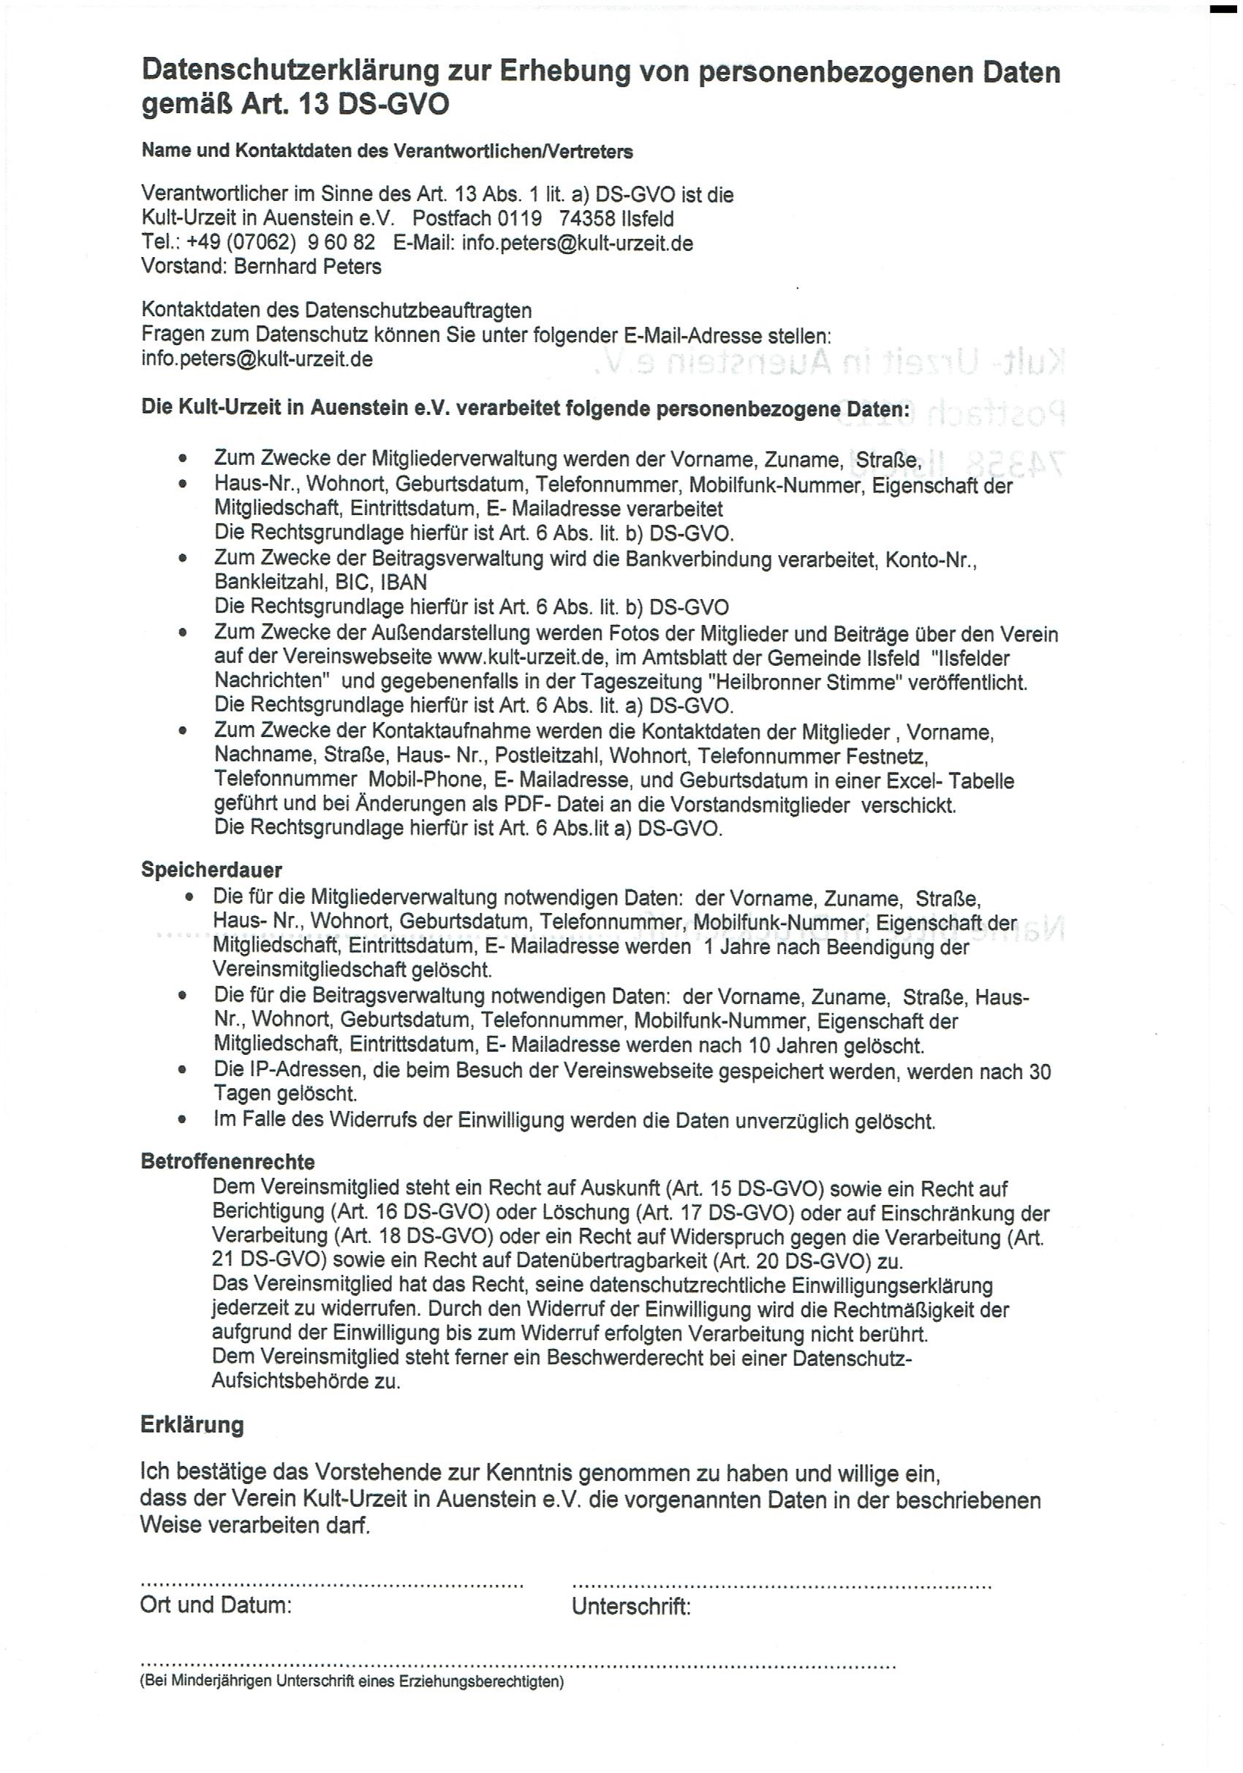 Datenschutzerklärung zur Erhebung von personenbezogenen Daten
gemäß Art. 13 DS-GVO
Name und Kontaktdaten des Verantwortlichen/Vertreters
Verantwortlicher im Sinne des Art. 13 Abs. 1 lit. a) DS-GVO ist die
Kult-Urzeit in Auenstein e.V. Postfach 0119 74358 Ilsfeld
Tel.: +49 (07062) 9 60 82 E-Mail: info.peters@kult-urzeit.de
Vorstand: Bernhard Peters
Kontaktdaten des Datenschutzbeauftragten
Fragen zum Datenschutz können Sie unter folgender E-Mail-Adresse stellen:
info.peters@kult-urzeit.de
Kult- Urzeit in Auenstein e.V.
Die Kult-Urzeit in Auenstein e.V. verarbeitet folgende personenbezogene Daten:
Postfach 0119
• Zum Zwecke der Mitgliederverwaltung werden der Vorname, Zuname, Straße,
74358 Ilsfeld
• Haus-Nr., Wohnort, Geburtsdatum, Telefonnummer, Mobilfunk-Nummer, Eigenschaft der
Mitgliedschaft, Eintrittsdatum, E- Mailadresse verarbeitet
Die Rechtsgrundlage hierfür ist Art. 6 Abs. lit. b) DS-GVO.
• Zum Zwecke der Beitragsverwaltung wird die Bankverbindung verarbeitet, Konto-Nr.,
Bankleitzahl, BIC, IBAN
Die Rechtsgrundlage hierfür ist Art. 6 Abs. lit. b) DS-GVO
• Zum Zwecke der Außendarstellung werden Fotos der Mitglieder und Beiträge über den Verein
auf der Vereinswebseite www.kult-urzeit.de, im Amtsblatt der Gemeinde Ilsfeld "Ilsfelder
Nachrichten" und gegebenenfalls in der Tageszeitung "Heilbronner Stimme" veröffentlicht.
Die Rechtsgrundlage hierfür ist Art. 6 Abs. lit. a) DS-GVO.
• Zum Zwecke der Kontaktaufnahme werden die Kontaktdaten der Mitglieder , Vorname,
Nachname, Straße, Haus- Nr., Postleitzahl, Wohnort, Telefonnummer Festnetz,
Telefonnummer Mobil-Phone, E- Mailadresse, und Geburtsdatum in einer Excel- Tabelle
geführt und bei Änderungen als PDF- Datei an die Vorstandsmitglieder verschickt.
Die Rechtsgrundlage hierfür ist Art. 6 Abs.lit a) DS-GVO.
Speicherdauer
• Die für die Mitgliederverwaltung notwendigen Daten: der Vorname, Zuname, Straße,
Haus- Nr., Wohnort, Geburtsdatum, Telefonnummer, Mobilfunk-Nummer, Eigenschaft der
Mitgliedschaft, Eintrittsdatum, E- Mailadresse werden 1 Jahre nach Beendigung der
Vereinsmitgliedschaft gelöscht.
• Die für die Beitragsverwaltung notwendigen Daten: der Vorname, Zuname, Straße, Haus-
Nr., Wohnort, Geburtsdatum, Telefonnummer, Mobilfunk-Nummer, Eigenschaft der
Mitgliedschaft, Eintrittsdatum, E- Mailadresse werden nach 10 Jahren gelöscht.
• Die IP-Adressen, die beim Besuch der Vereinswebseite gespeichert werden, werden nach 30
Tagen gelöscht.
• Im Falle des Widerrufs der Einwilligung werden die Daten unverzüglich gelöscht.
Betroffenenrechte
Dem Vereinsmitglied steht ein Recht auf Auskunft (Art. 15 DS-GVO) sowie ein Recht auf
Berichtigung (Art. 16 DS-GVO) oder Löschung (Art. 17 DS-GVO) oder auf Einschränkung der
Verarbeitung (Art. 18 DS-GVO) oder ein Recht auf Widerspruch gegen die Verarbeitung (Art.
21 DS-GVO) sowie ein Recht auf Datenübertragbarkeit (Art. 20 DS-GVO) zu.
Das Vereinsmitglied hat das Recht, seine datenschutzrechtliche Einwilligungserklärung
jederzeit zu widerrufen. Durch den Widerruf der Einwilligung wird die Rechtmäßigkeit der
aufgrund der Einwilligung bis zum Widerruf erfolgten Verarbeitung nicht berührt.
Dem Vereinsmitglied steht ferner ein Beschwerderecht bei einer Datenschutz-
Aufsichtsbehörde zu.
Erklärung
Ich bestätige das Vorstehende zur Kenntnis genommen zu haben und willige ein,
dass der Verein Kult-Urzeit in Auenstein e.V. die vorgenannten Daten in der beschriebenen
Weise verarbeiten darf.
Ort und Datum: Unterschrift:
(Bei Minderjährigen Unterschrift eines Erziehungsberechtigten)